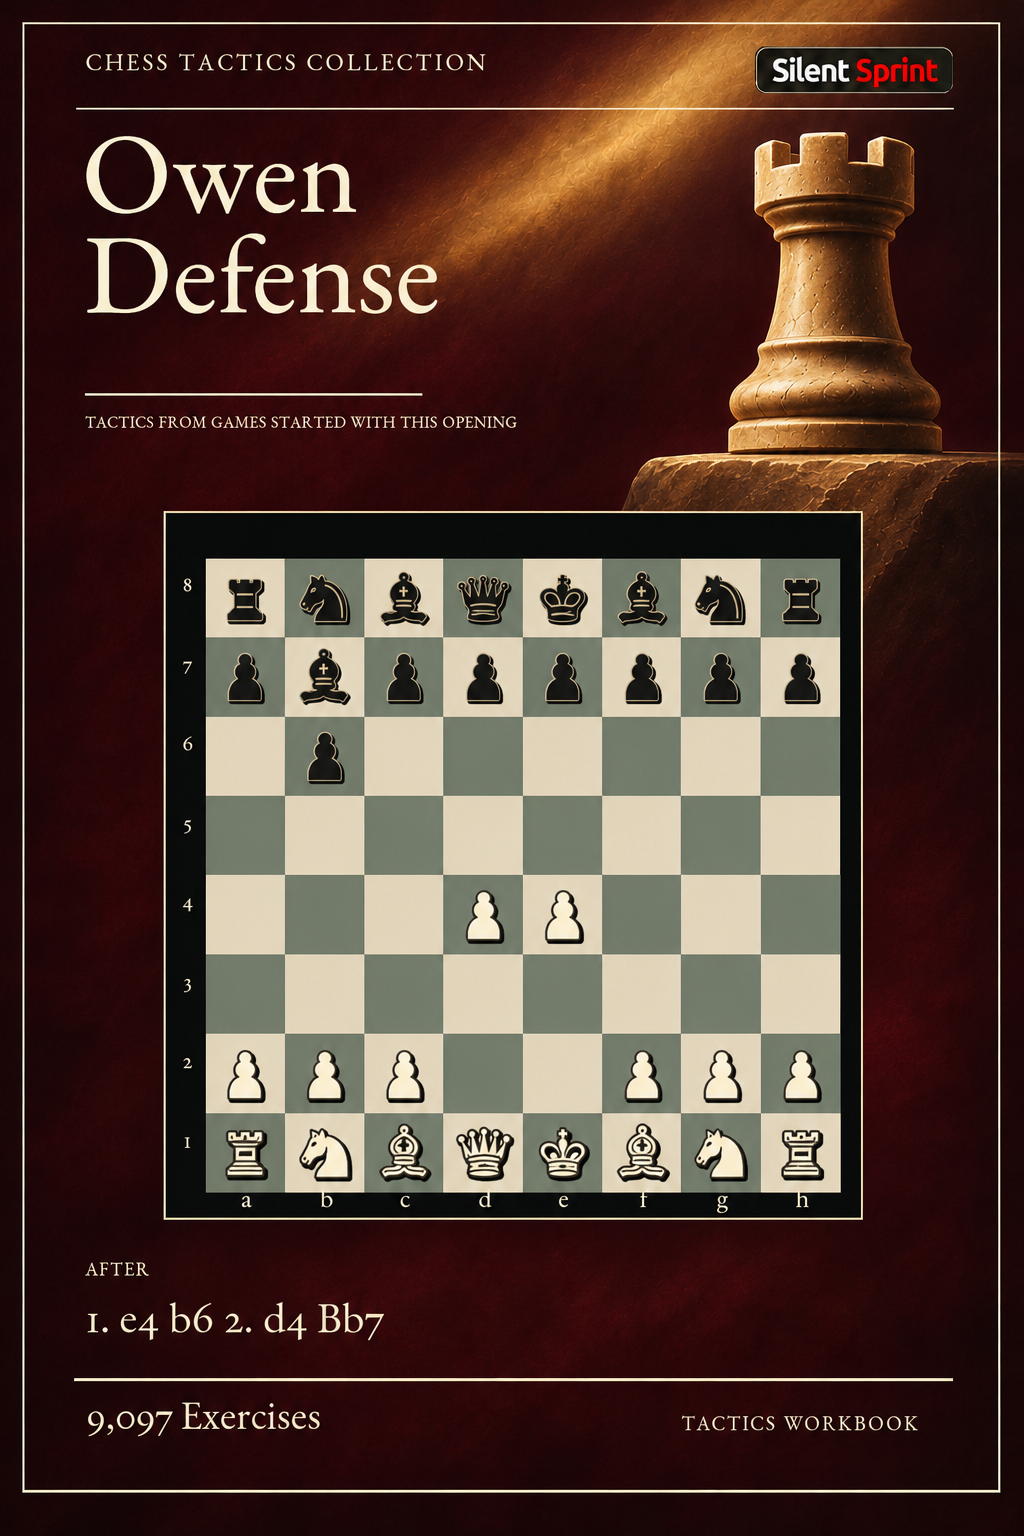 CHESS TACTICS COLLECTION
Silent Sprint
Owen
Defense
TACTICS FROM GAMES STARTED WITH THIS OPENING
8
7
6
5
4
3
2
1
a b c d e f g h
AFTER
1. e4 b6 2. d4 Bb7
9,097 Exercises
TACTICS WORKBOOK